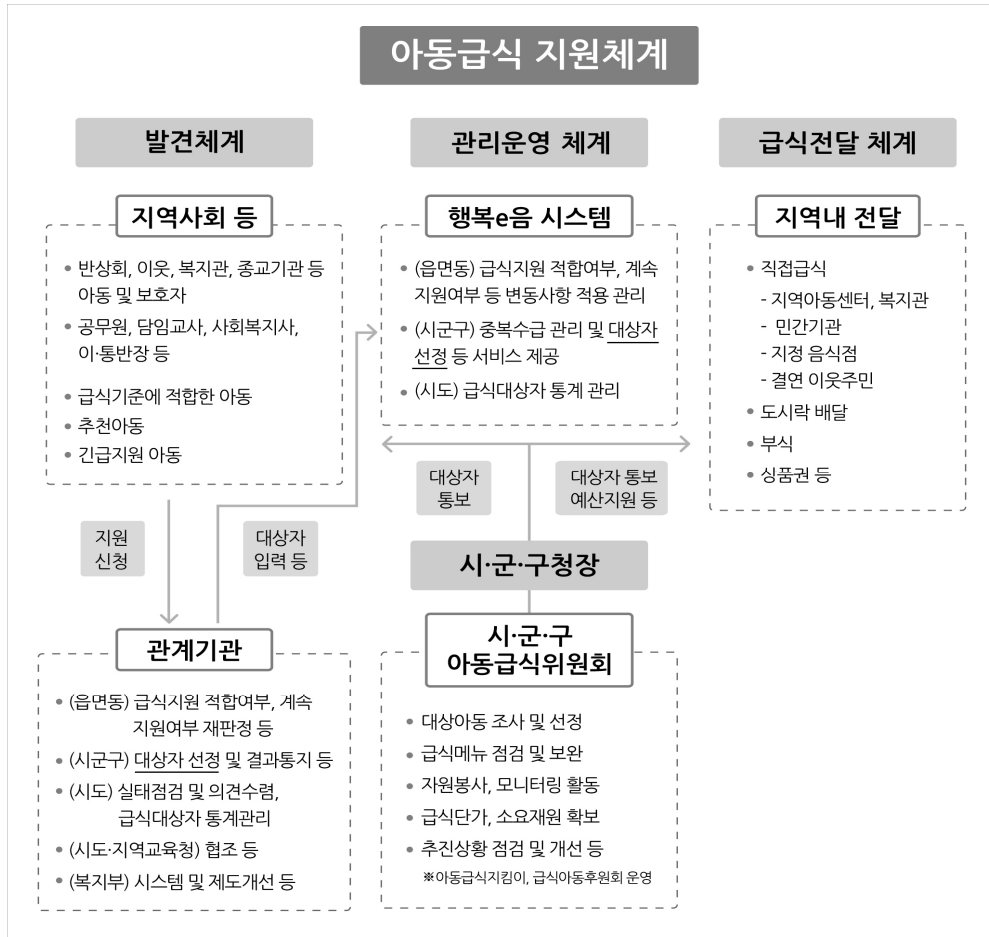 아동급식 지원체계
발견체계
지역사회 등
• 반상회, 이웃, 복지관, 종교기관 등
아동 및 보호자
• 공무원, 담임교사, 사회복지사,
이·통반장 등
• 급식기준에 적합한 아동
• 추천아동
• 긴급지원 아동
지원
신청
대상자
입력 등
관계기관
• (읍면동) 급식지원 적합여부, 계속
지원여부 재판정 등
• (시군구) 대상자 선정 및 결과통지 등
• (시도) 실태점검 및 의견수렴,
급식대상자 통계관리
• (시도·지역교육청) 협조 등
• (복지부) 시스템 및 제도개선 등
관리운영 체계
행복e음 시스템
• (읍면동) 급식지원 적합여부, 계속
지원여부 등 변동사항 적용 관리
• (시군구) 중복수급 관리 및 대상자
선정 등 서비스 제공
• (시도) 급식대상자 통계 관리
대상자
통보
대상자 통보
예산지원 등
시·군·구청장
시·군·구
아동급식위원회
• 대상아동 조사 및 선정
• 급식메뉴 점검 및 보완
• 자원봉사, 모니터링 활동
• 급식단가, 소요재원 확보
• 추진상황 점검 및 개선 등
※아동급식지킴이, 급식아동후원회 운영
급식전달 체계
지역내 전달
• 직접급식
- 지역아동센터, 복지관
- 민간기관
- 지정 음식점
- 결연 이웃주민
• 도시락 배달
• 부식
• 상품권 등